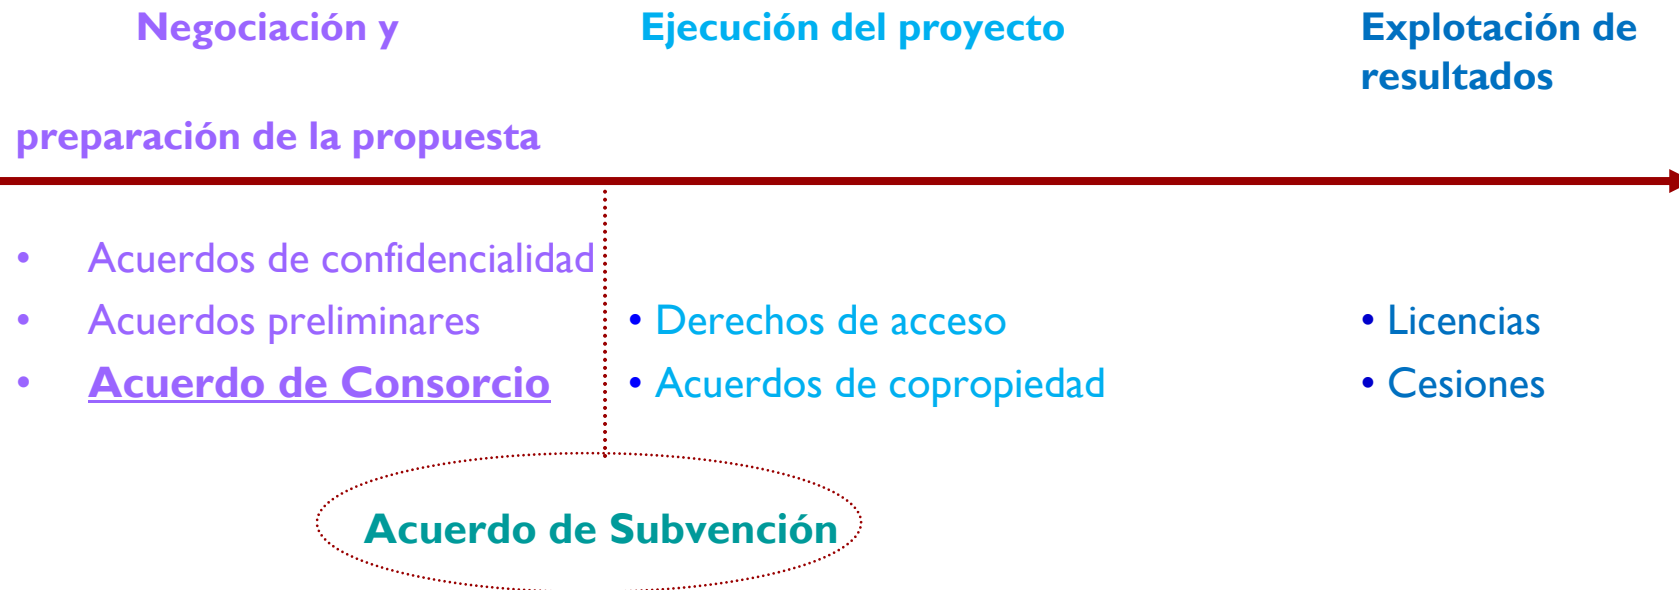 Negociación y
preparación de la propuesta
Ejecución del proyecto
Explotación de
resultados
• Acuerdos de confidencialidad
• Acuerdos preliminares
• Acuerdo de Consorcio
• Derechos de acceso
• Acuerdos de copropiedad
• Licencias
• Cesiones
Acuerdo de Subvención